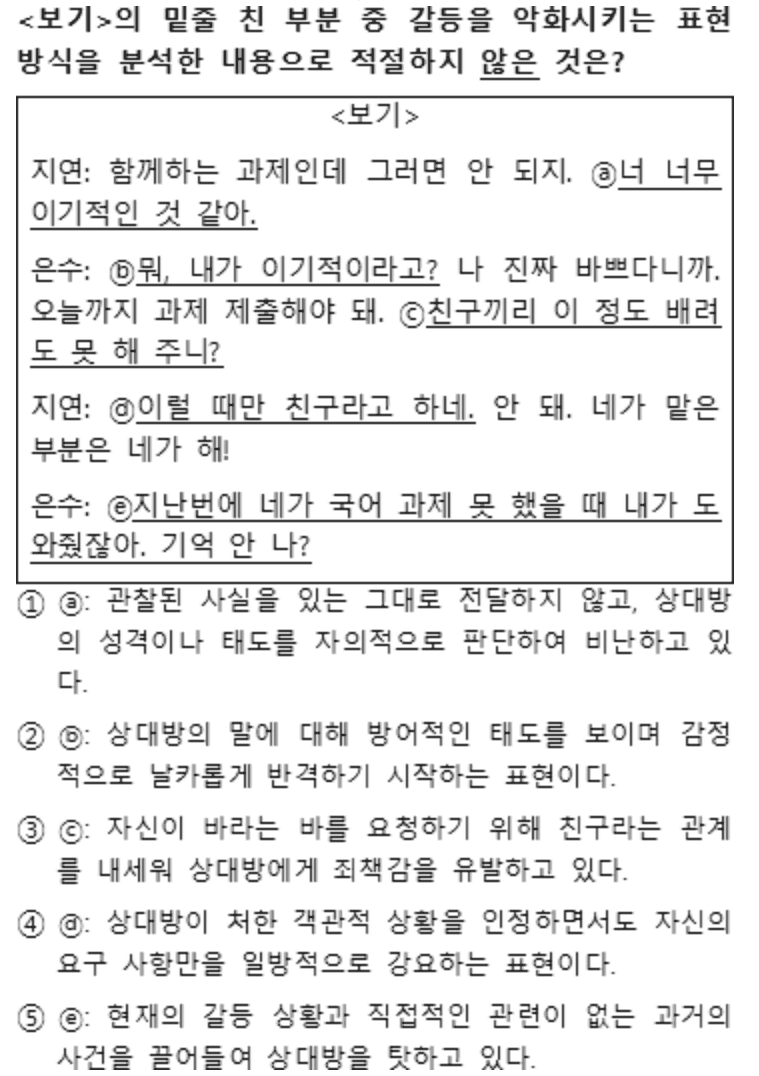 <보기>의 밑줄 친 부분 중 갈등을 악화시키는 표현
방식을 분석한 내용으로 적절하지 않은 것은?
<보기>
지연: 함께하는 과제인데 그러면 안 되지. ⓐ너 너무
이기적인 것 같아.
은수: ⓑ뭐, 내가 이기적이라고? 나 진짜 바쁘다니까.
오늘까지 과제 제출해야 돼. ⓒ친구끼리 이 정도 배려
도 못 해 주니?
지연: ⓓ이럴 때만 친구라고 하네. 안 돼. 네가 맡은
부분은 네가 해!
은수: ⓔ지난번에 네가 국어 과제 못 했을 때 내가 도
와줬잖아. 기억 안 나?
① ⓐ: 관찰된 사실을 있는 그대로 전달하지 않고, 상대방
의 성격이나 태도를 자의적으로 판단하여 비난하고 있
다.
② ⓑ: 상대방의 말에 대해 방어적인 태도를 보이며 감정
적으로 날카롭게 반격하기 시작하는 표현이다.
③ ⓒ: 자신이 바라는 바를 요청하기 위해 친구라는 관계
를 내세워 상대방에게 죄책감을 유발하고 있다.
④ ⓓ: 상대방이 처한 객관적 상황을 인정하면서도 자신의
요구 사항만을 일방적으로 강요하는 표현이다.
⑤ ⓔ: 현재의 갈등 상황과 직접적인 관련이 없는 과거의
사건을 끌어들여 상대방을 탓하고 있다.